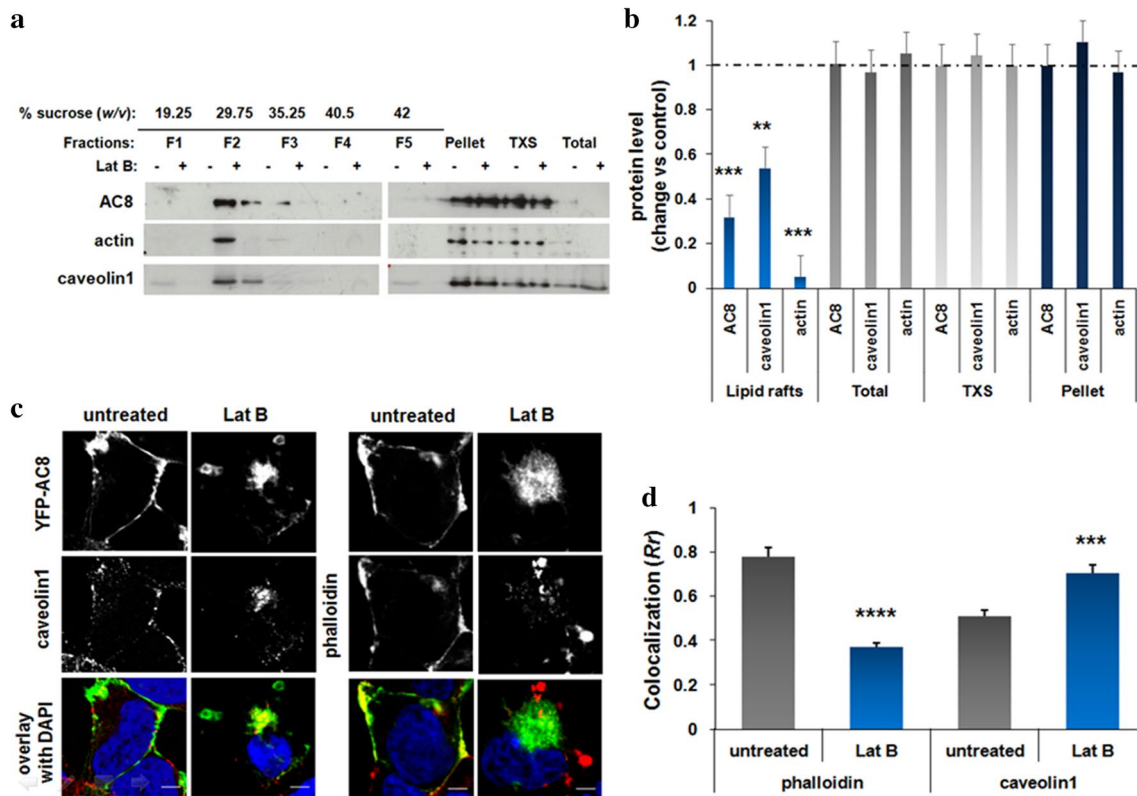 a
% sucrose (w/v): 19.25 29.75 35.25 40.5 42
Fractions: F1 F2 F3 F4 F5 Pellet TXS Total
Lat B: - + - + - + - + - + - + - + - +
AC8
actin
caveolin1
b
protein level
(change vs control)
1.2
1
0.8
0.6
0.4
0.2
0
***
**
***
AC8 caveolin1 actin AC8 caveolin1 actin AC8 caveolin1 actin AC8 caveolin1 actin
Lipid rafts Total TXS Pellet
c
untreated Lat B untreated Lat B
YFP-AC8
caveolin1
phalloidin
overlay
with DAPI
d
Colocalization (Rr)
1
0.8
0.6
0.4
0.2
0
****
***
untreated Lat B untreated Lat B
phalloidin caveolin1